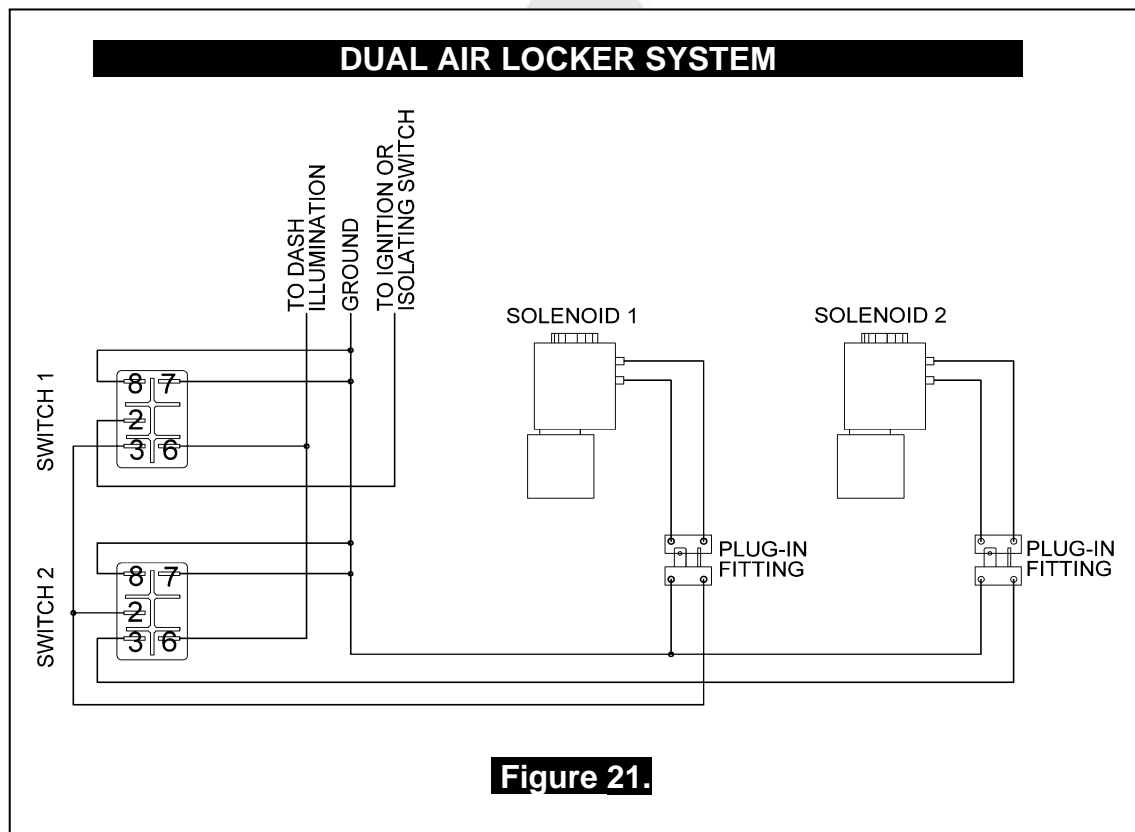 DUAL AIR LOCKER SYSTEM
TO DASH
ILLUMINATION
GROUND
TO IGNITION OR
ISOLATING SWITCH
SOLENOID 1
SOLENOID 2
SWITCH 1
8 7
2
3 6
PLUG-IN
FITTING
PLUG-IN
FITTING
SWITCH 2
8 7
2
3 6
Figure 21.